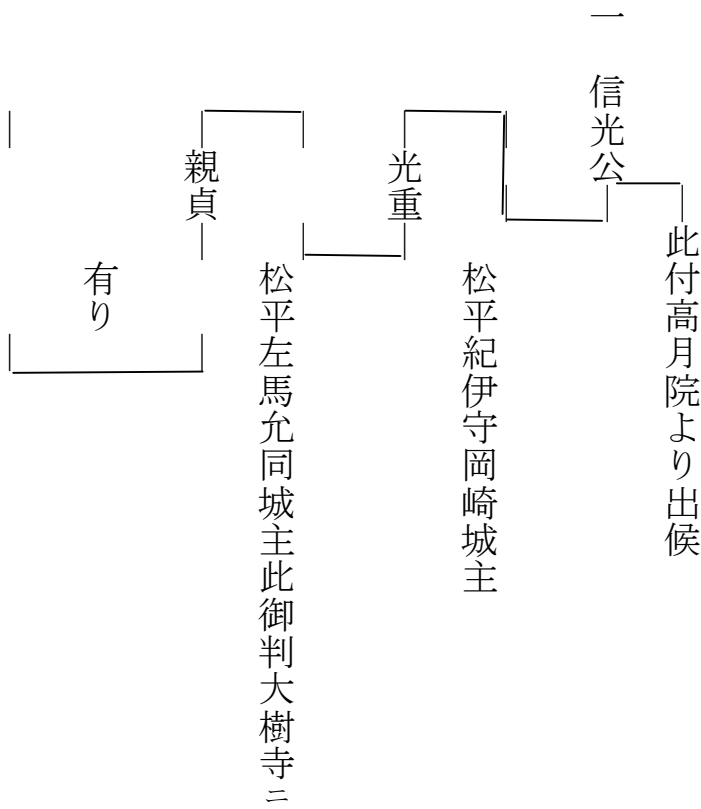 此付高月院より出候
一 信光公
松平紀伊守岡崎城主
光重
松平左馬允同城主此御判大樹寺ニ
親貞
有り